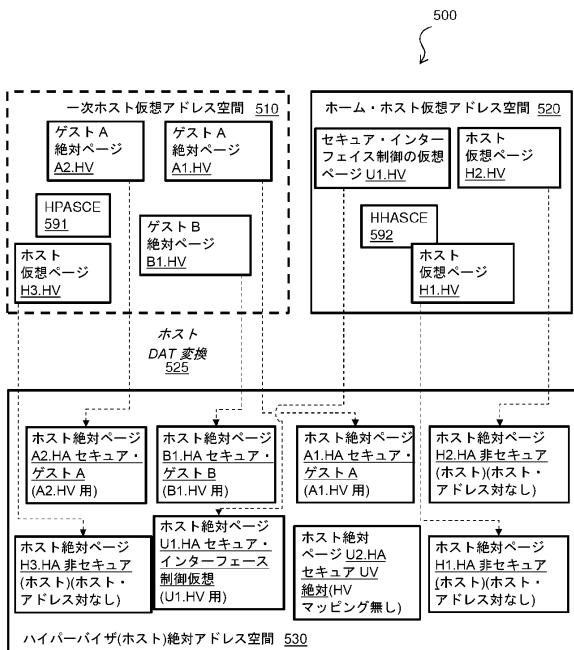 500
一次ホスト仮想アドレス空間 510
ゲスト A
絶対ページ
A2.HV
ゲスト A
絶対ページ
A1.HV
HPASCE
591
ゲスト B
絶対ページ
B1.HV
ホスト
仮想ページ
H3.HV
ホーム・ホスト仮想アドレス空間 520
セキュア・インター
フェイス制御の仮想
ページ U1.HV
ホスト
仮想ページ
H2.HV
HHASCE
592
ホスト
仮想ページ
H1.HV
ホスト
DAT 変換
525
ホスト絶対ページ
A2.HA セキュア・
ゲスト A
(A2.HV 用)
ホスト絶対ページ
B1.HA セキュア・
ゲスト B
(B1.HV 用)
ホスト絶対ページ
A1.HA セキュア・
ゲスト A
(A1.HV 用)
ホスト絶対ページ
H2.HA 非セキュア
(ホスト)(ホスト・
アドレス対なし)
ホスト絶対ページ
H3.HA 非セキュア
(ホスト)(ホスト・
アドレス対なし)
ホスト絶対ページ
U1.HA セキュア・
インターフェース
制御仮想
(U1.HV 用)
ホスト絶対
ページ U2.HA
セキュア UV
絶対(HV
マッピング無し)
ホスト絶対ページ
H1.HA 非セキュア
(ホスト)(ホスト・
アドレス対なし)
ハイパーバイザ(ホスト)絶対アドレス空間 530